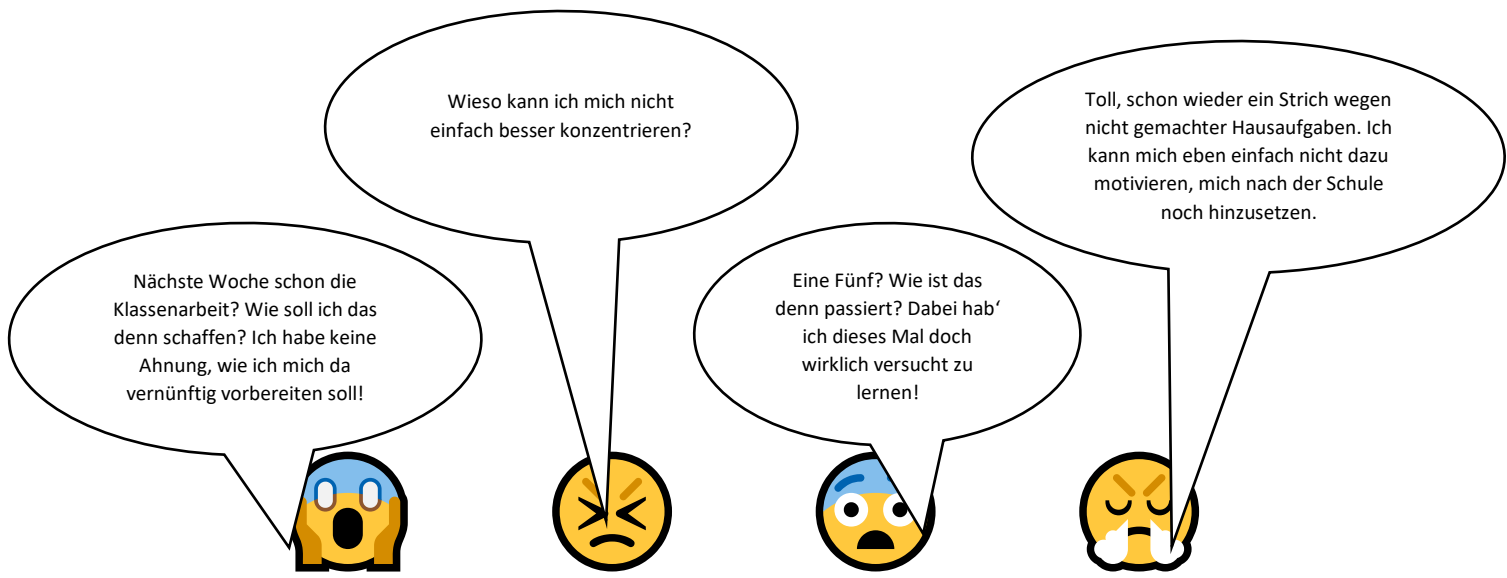 Nächste Woche schon die
Klassenarbeit? Wie soll ich das
denn schaffen? Ich habe keine
Ahnung, wie ich mich da
vernünftig vorbereiten soll!
Wieso kann ich mich nicht
einfach besser konzentrieren?
Eine Fünf? Wie ist das
denn passiert? Dabei hab‘
ich dieses Mal doch
wirklich versucht zu
lernen!
Toll, schon wieder ein Strich wegen
nicht gemachter Hausaufgaben. Ich
kann mich eben einfach nicht dazu
motivieren, mich nach der Schule
noch hinzusetzen.